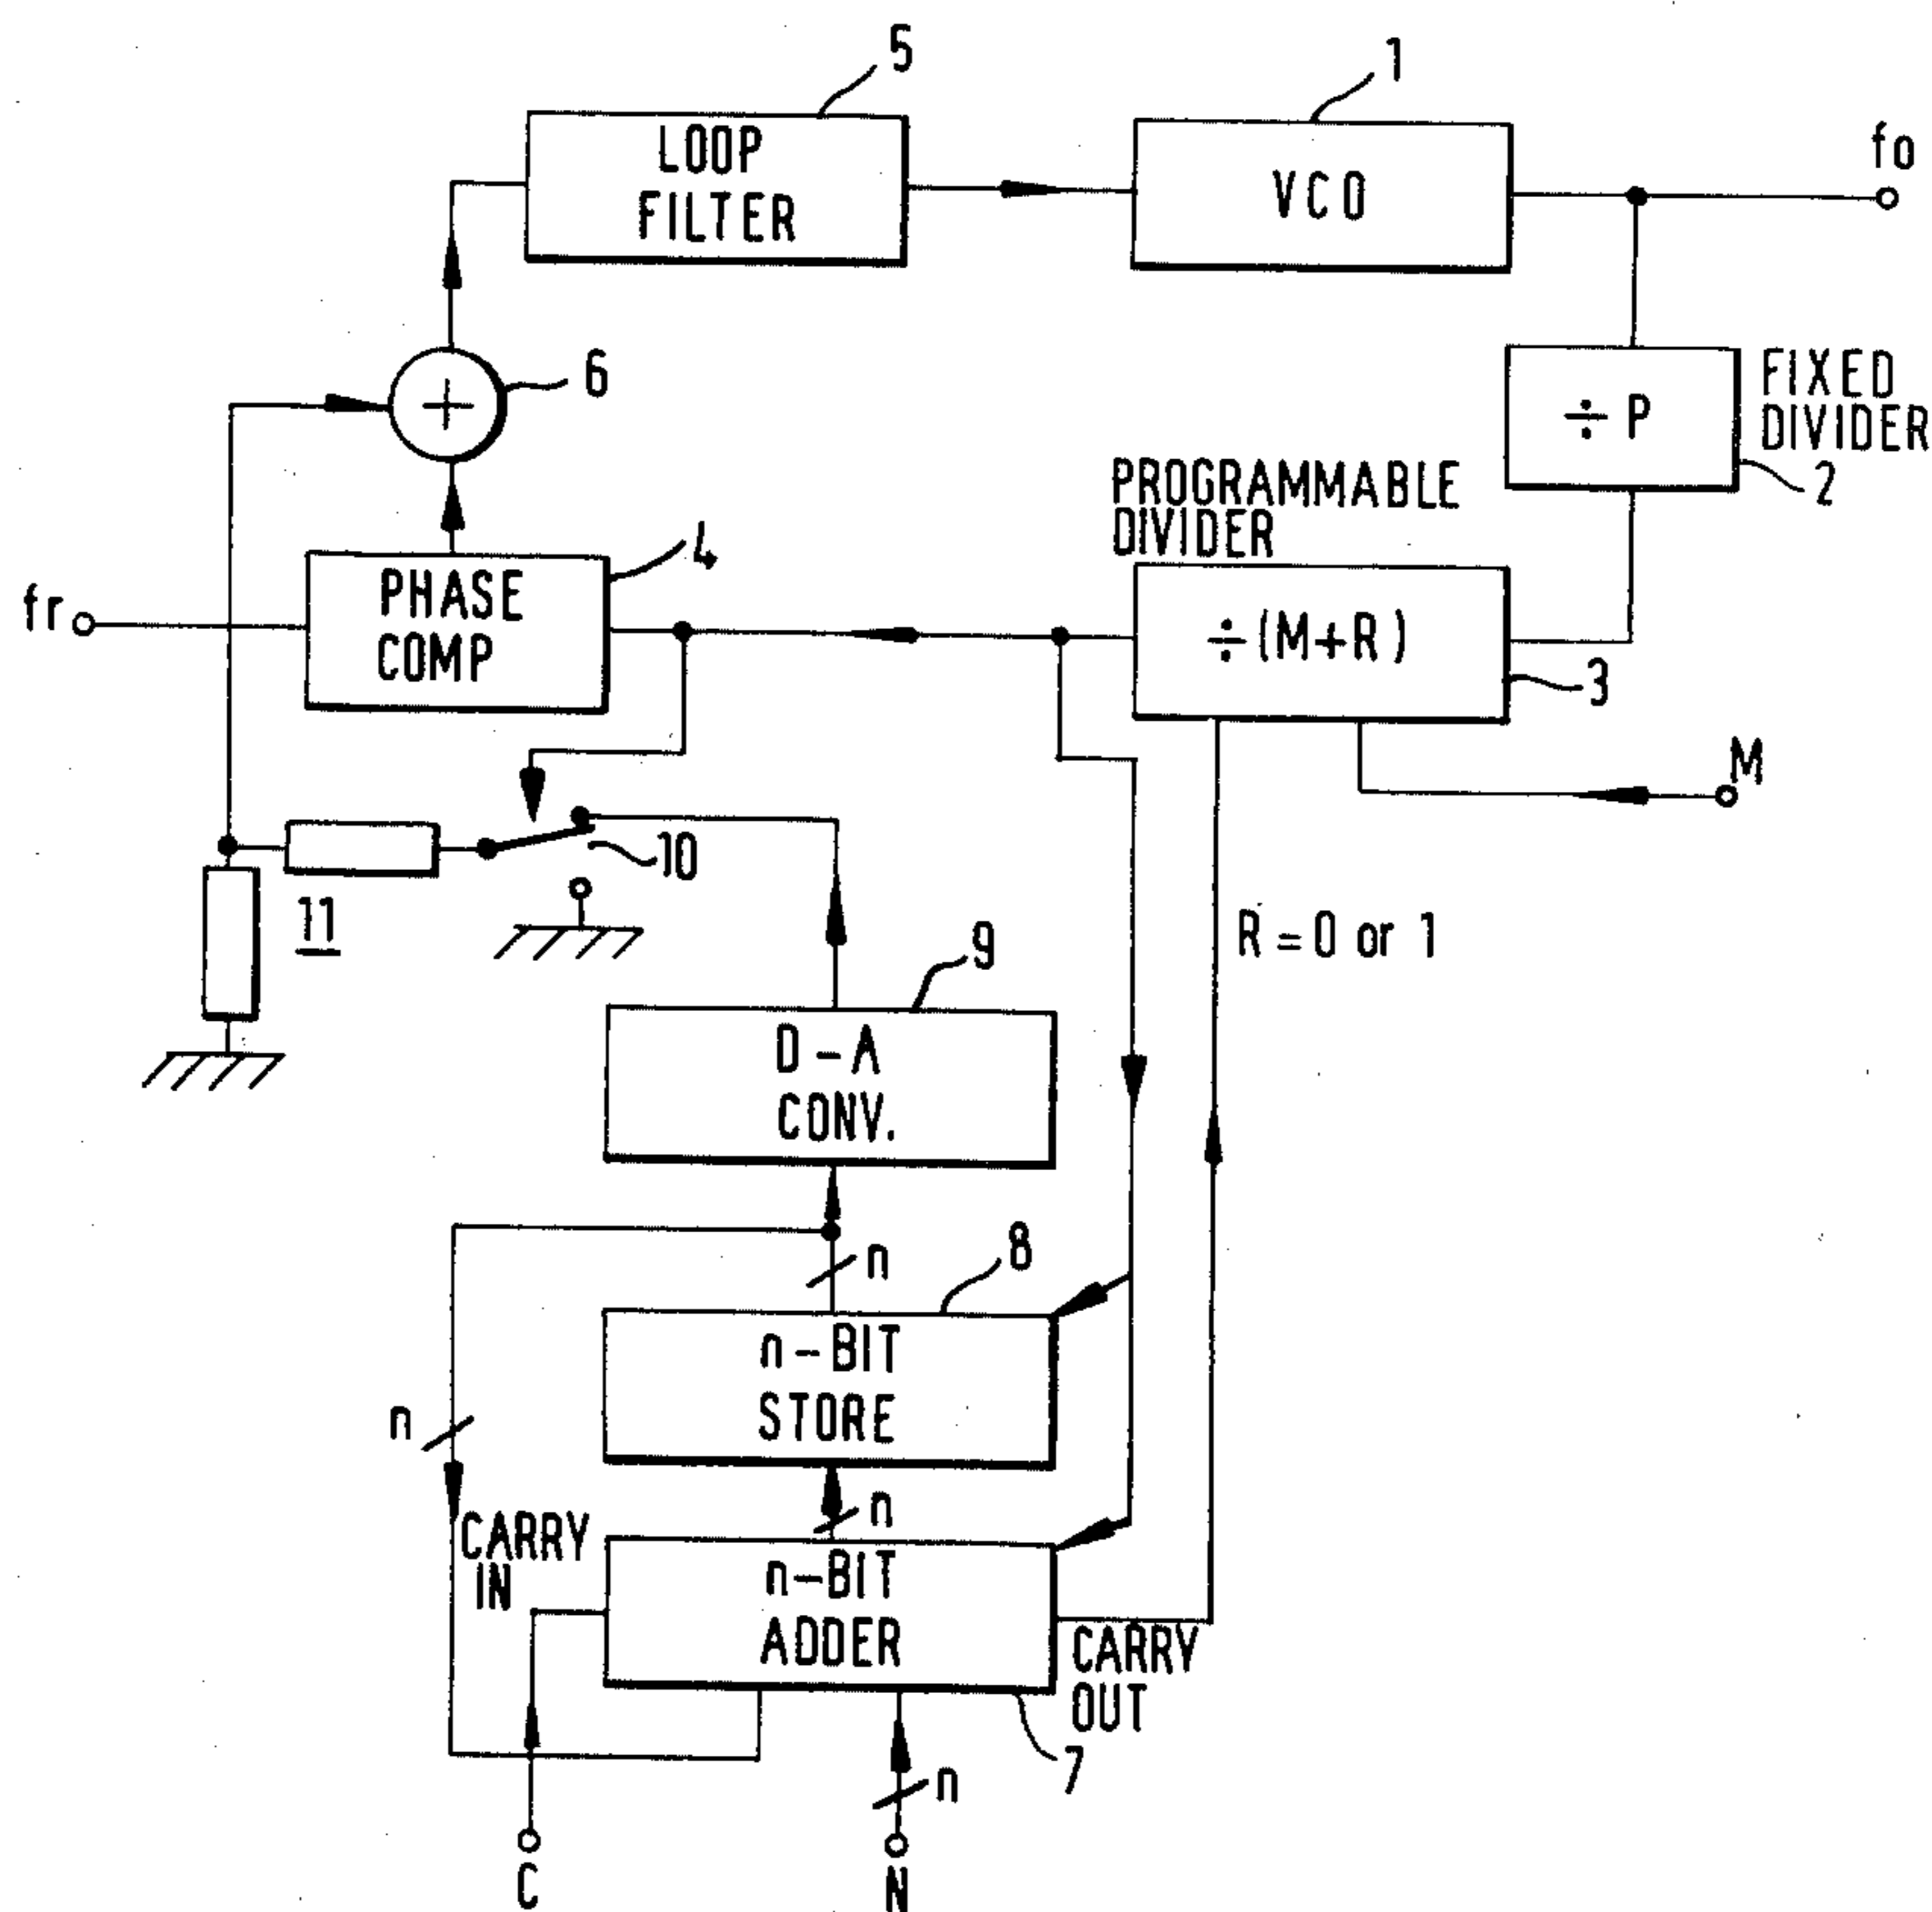 5
1
LOOP
FILTER
VCO
fo
6
÷ P
FIXED
DIVIDER
2
PROGRAMMABLE
DIVIDER
4
fr
PHASE
COMP
÷(M+R)
3
M
10
11
R = 0 or 1
9
D-A
CONV.
8
n
n-BIT
STORE
n
n
CARRY
IN
n-BIT
ADDER
CARRY
OUT
7
n
C
N